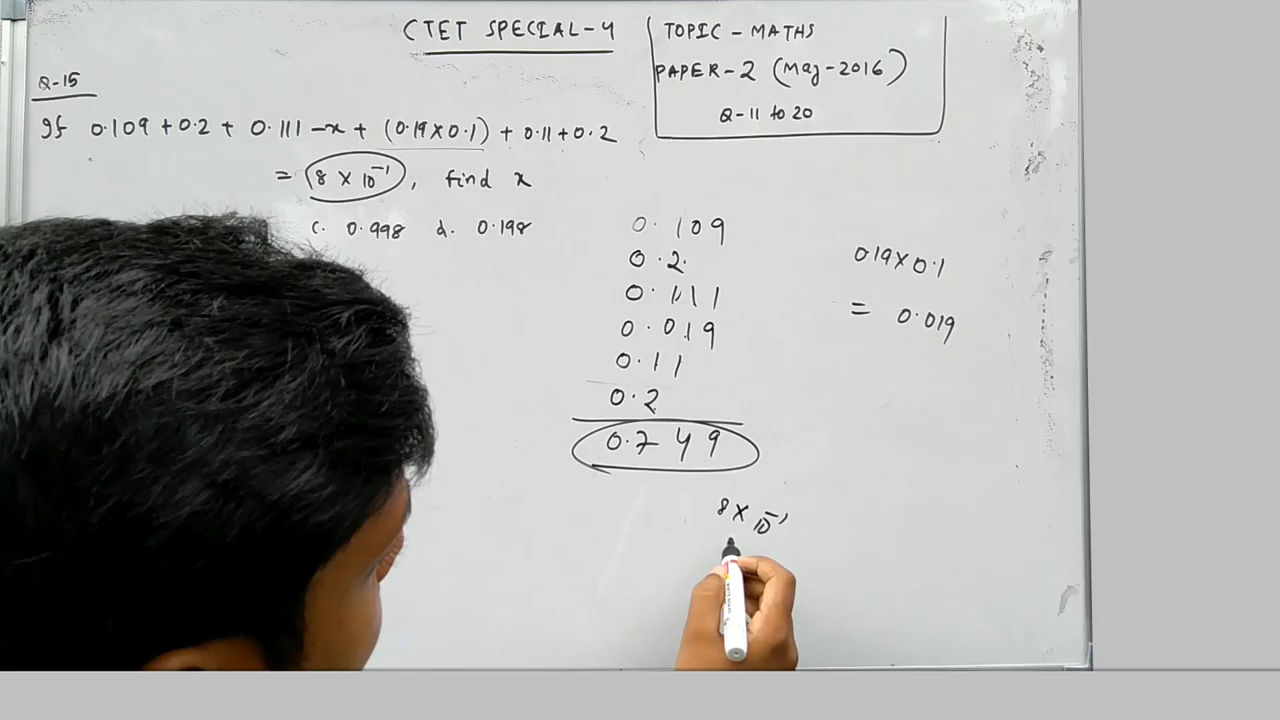 CTET SPECIAL-4
TOPIC - MATHS
PAPER-2 (May-2016)
Q-11 to 20
Q-15
If 0.109 + 0.2 + 0.111 - x + (0.19 X 0.1) + 0.11 + 0.2
= 8 X 10⁻¹, find x
c. 0.998 d. 0.198
0.109
0.2
0.111
0.019
0.11
0.2
0.749
8 X 10⁻¹
0.19 X 0.1
= 0.019